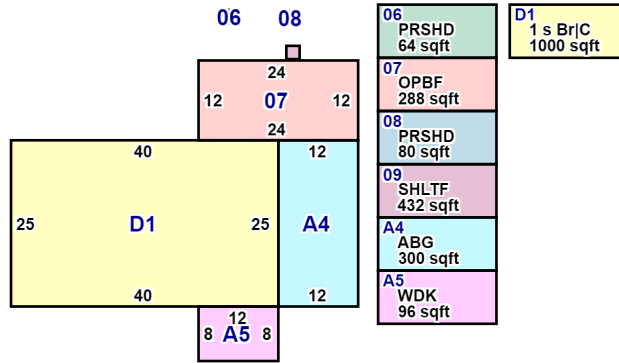 06 08
24
12 07 12
24
40 12
25 D1 25 A4
40 12
12
8 A5 8
06
PRSHD
64 sqft
07
OPBF
288 sqft
08
PRSHD
80 sqft
09
SHLTF
432 sqft
A4
ABG
300 sqft
A5
WDK
96 sqft
D1
1 s Br|C
1000 sqft